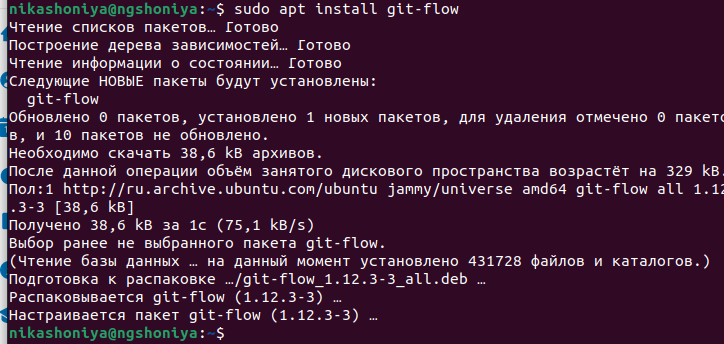 nikashoniya@ngshoniya:~$ sudo apt install git-flow
Чтение списков пакетов… Готово
Построение дерева зависимостей… Готово
Чтение информации о состоянии… Готово
Следующие НОВЫЕ пакеты будут установлены:
  git-flow
Обновлено 0 пакетов, установлено 1 новых пакетов, для удаления отмечено 0 пакето
в, и 10 пакетов не обновлено.
Необходимо скачать 38,6 kB архивов.
После данной операции объём занятого дискового пространства возрастёт на 329 kB.
Пол:1 http://ru.archive.ubuntu.com/ubuntu jammy/universe amd64 git-flow all 1.12
.3-3 [38,6 kB]
Получено 38,6 kB за 1с (75,1 kB/s)
Выбор ранее не выбранного пакета git-flow.
(Чтение базы данных … на данный момент установлено 431728 файлов и каталогов.)
Подготовка к распаковке …/git-flow_1.12.3-3_all.deb …
Распаковывается git-flow (1.12.3-3) …
Настраивается пакет git-flow (1.12.3-3) …
nikashoniya@ngshoniya:~$